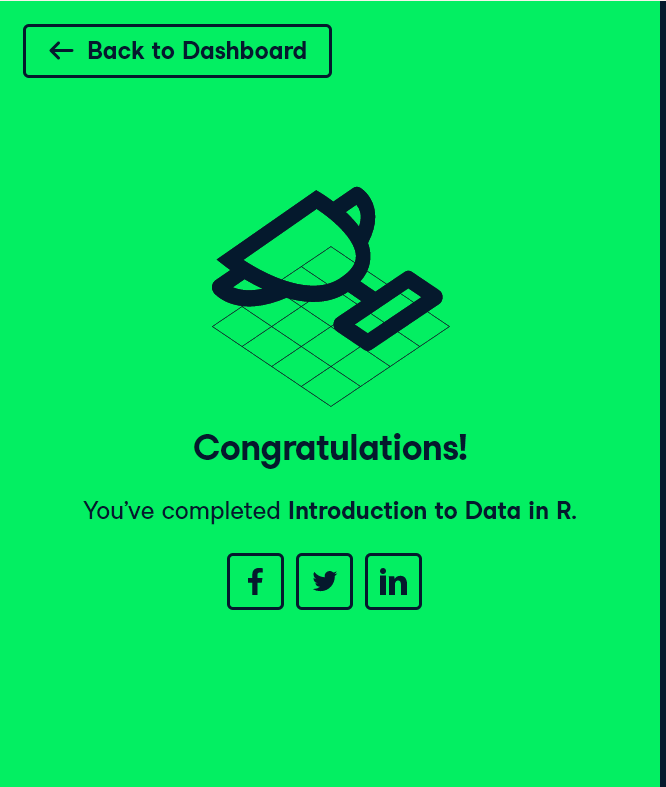 Back to Dashboard
Congratulations!
You’ve completed Introduction to Data in R.